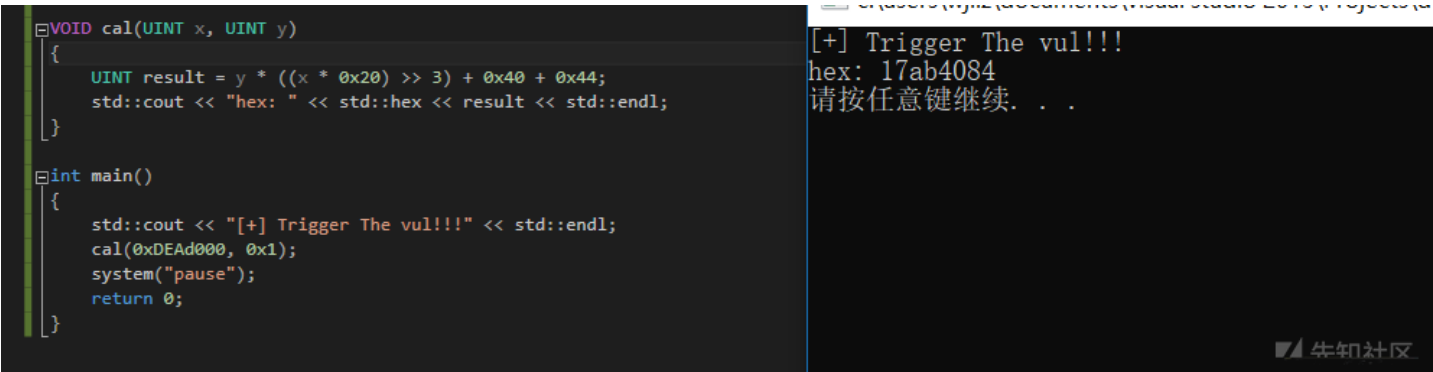 VOID cal(UINT x, UINT y)
{
UINT result = y * ((x * 0x20) >> 3) + 0x40 + 0x44;
std::cout << "hex: " << std::hex << result << std::endl;
}
int main()
{
std::cout << "[+] Trigger The vul!!!" << std::endl;
cal(0xDEAd000, 0x1);
system("pause");
return 0;
}
[+] Trigger The vul!!!
hex: 17ab4084
请按任意键继续. . .
先知社区